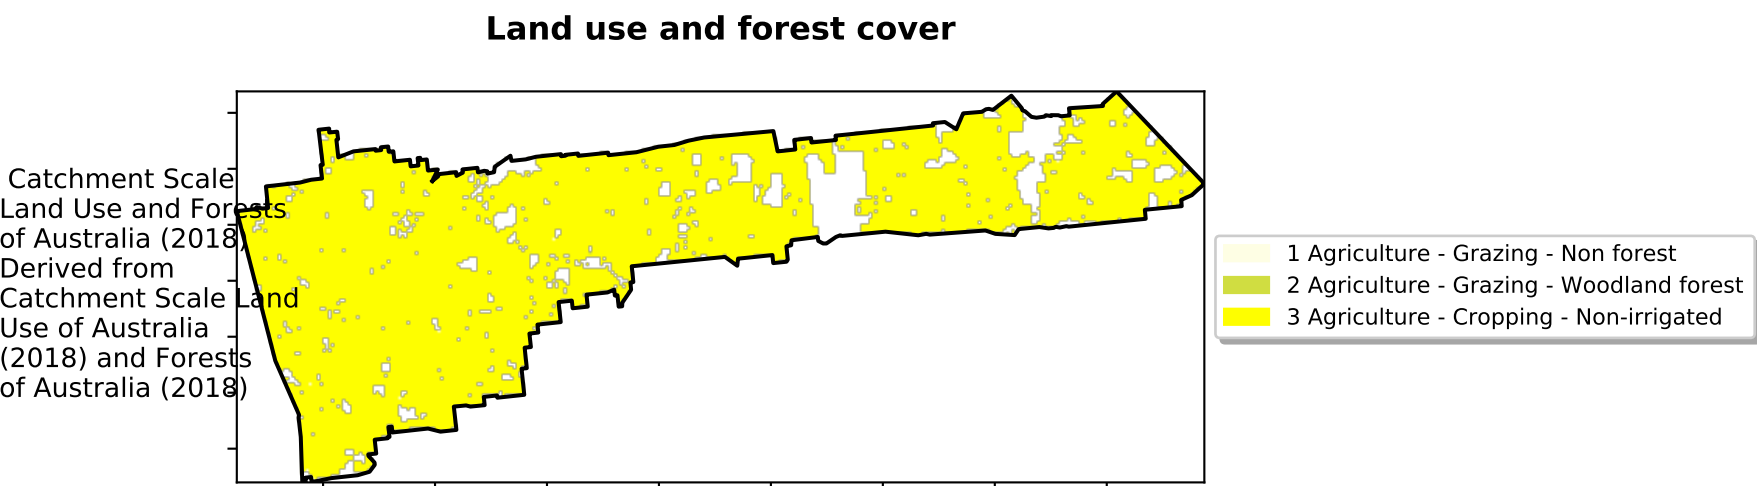 Land use and forest cover
Catchment Scale
Land Use and Forests
of Australia (2018)
Derived from
Catchment Scale Land
Use of Australia
(2018) and Forests
of Australia (2018)
1 Agriculture - Grazing - Non forest
2 Agriculture - Grazing - Woodland forest
3 Agriculture - Cropping - Non-irrigated